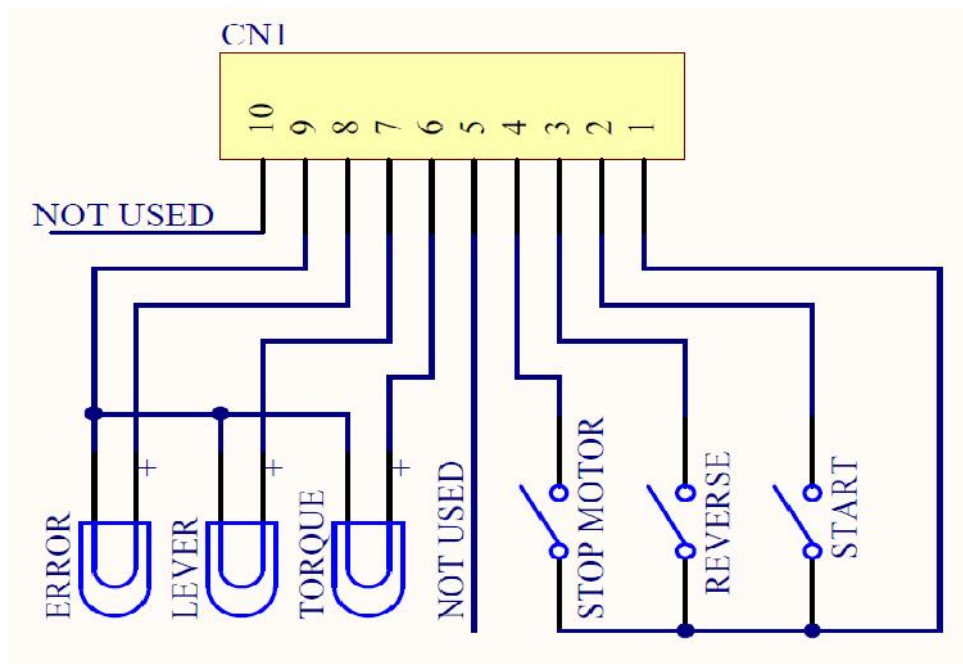 CN1
10 9 8 7 6 5 4 3 2 1
NOT USED
+ + +
ERROR
LEVER
TORQUE
NOT USED
STOP MOTOR
REVERSE
START